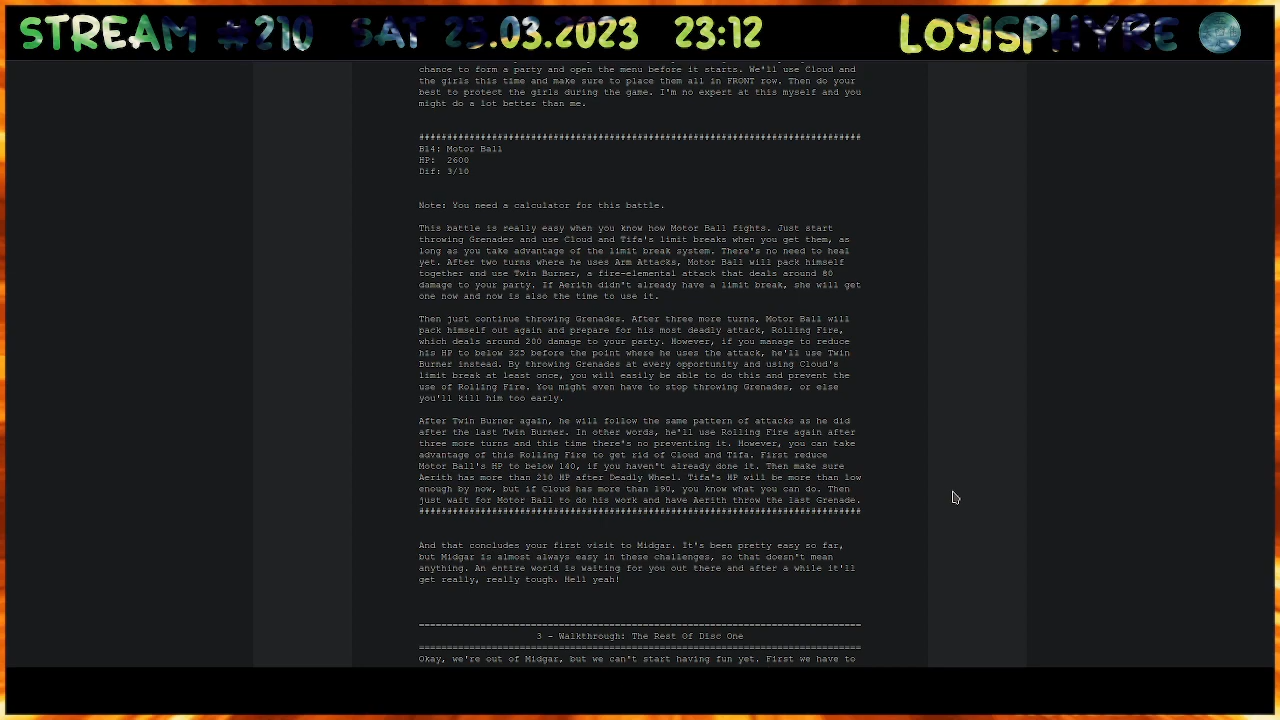 STREAM #210 SAT 25.03.2023 23:12 LOGISPHYRE
chance to form a party and open the menu before it starts. We'll use Cloud and
the girls this time and make sure to place them all in FRONT row. Then do your
best to protect the girls during the game. I'm no expert at this myself and you
might do a lot better than me.
###############################################################################
B14: Motor Ball
HP:  2600
Dif: 3/10
Note: You need a calculator for this battle.
This battle is really easy when you know how Motor Ball fights. Just start
throwing Grenades and use Cloud and Tifa's limit breaks when you get them, as
long as you take advantage of the limit break system. There's no need to heal
yet. After two turns where he uses Arm Attacks, Motor Ball will pack himself
together and use Twin Burner, a fire-elemental attack that deals around 80
damage to your party. If Aerith didn't already have a limit break, she will get
one now and now is also the time to use it.
Then just continue throwing Grenades. After three more turns, Motor Ball will
pack himself out again and prepare for his most deadly attack, Rolling Fire,
which deals around 200 damage to your party. However, if you manage to reduce
his HP to below 325 before the point where he uses the attack, he'll use Twin
Burner instead. By throwing Grenades at every opportunity and using Cloud's
limit break at least once, you will easily be able to do this and prevent the
use of Rolling Fire. You might even have to stop throwing Grenades, or else
you'll kill him too early.
After Twin Burner again, he will follow the same pattern of attacks as he did
after the last Twin Burner. In other words, he'll use Rolling Fire again after
three more turns and this time there's no preventing it. However, you can take
advantage of this Rolling Fire to get rid of Cloud and Tifa. First reduce
Motor Ball's HP to below 140, if you haven't already done it. Then make sure
Aerith has more than 210 HP after Deadly Wheel. Tifa's HP will be more than low
enough by now, but if Cloud has more than 190, you know what you can do. Then
just wait for Motor Ball to do his work and have Aerith throw the last Grenade.
###############################################################################
And that concludes your first visit to Midgar. It's been pretty easy so far,
but Midgar is almost always easy in these challenges, so that doesn't mean
anything. An entire world is waiting for you out there and after a while it'll
get really, really tough. Hell yeah!
===============================================================================
3 - Walkthrough: The Rest Of Disc One
===============================================================================
Okay, we're out of Midgar, but we can't start having fun yet. First we have to